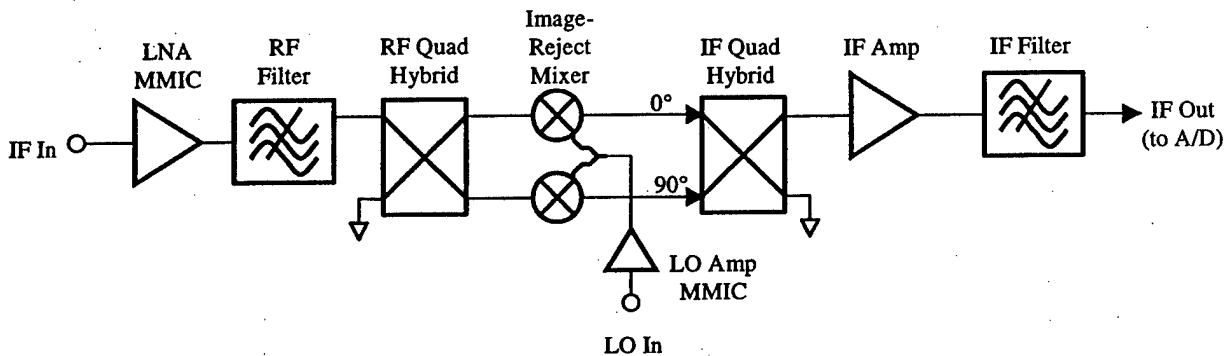 LNA
MMIC
RF
Filter
RF Quad
Hybrid
Image-
Reject
Mixer
0°
90°
IF Quad
Hybrid
IF Amp
IF Filter
IF In
IF Out
(to A/D)
LO Amp
MMIC
LO In